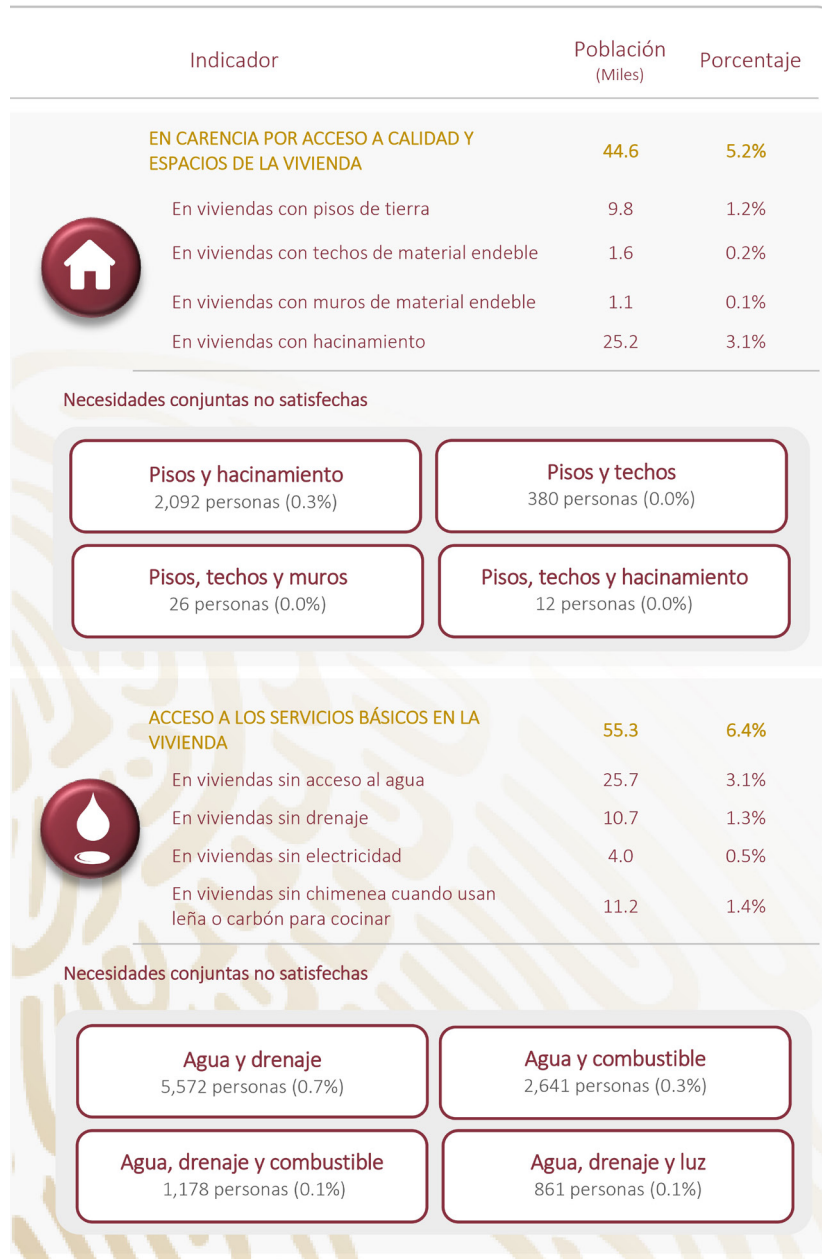 Indicador
Población
(Miles)
Porcentaje
EN CARENCIA POR ACCESO A CALIDAD Y
ESPACIOS DE LA VIVIENDA
44.6
5.2%
En viviendas con pisos de tierra
9.8
1.2%
En viviendas con techos de material endeble
1.6
0.2%
En viviendas con muros de material endeble
1.1
0.1%
En viviendas con hacinamiento
25.2
3.1%
Necesidades conjuntas no satisfechas
Pisos y hacinamiento
2,092 personas (0.3%)
Pisos y techos
380 personas (0.0%)
Pisos, techos y muros
26 personas (0.0%)
Pisos, techos y hacinamiento
12 personas (0.0%)
ACCESO A LOS SERVICIOS BÁSICOS EN LA
VIVIENDA
55.3
6.4%
En viviendas sin acceso al agua
25.7
3.1%
En viviendas sin drenaje
10.7
1.3%
En viviendas sin electricidad
4.0
0.5%
En viviendas sin chimenea cuando usan
leña o carbón para cocinar
11.2
1.4%
Necesidades conjuntas no satisfechas
Agua y drenaje
5,572 personas (0.7%)
Agua y combustible
2,641 personas (0.3%)
Agua, drenaje y combustible
1,178 personas (0.1%)
Agua, drenaje y luz
861 personas (0.1%)